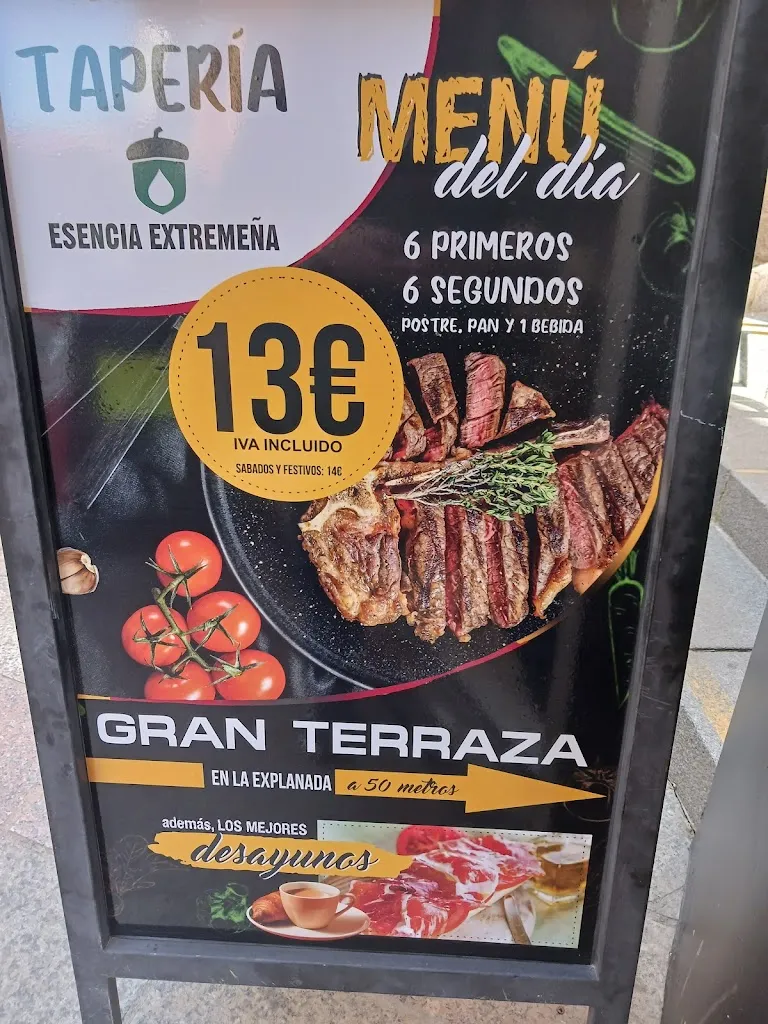 TAPERÍA
ESENCIA EXTREMEÑA
MENÚ
del día
6 PRIMEROS
6 SEGUNDOS
POSTRE, PAN Y 1 BEBIDA
13€
IVA INCLUIDO
SABADOS Y FESTIVOS: 14€
GRAN TERRAZA
EN LA EXPLANADA a 50 metros
además, LOS MEJORES
desayunos